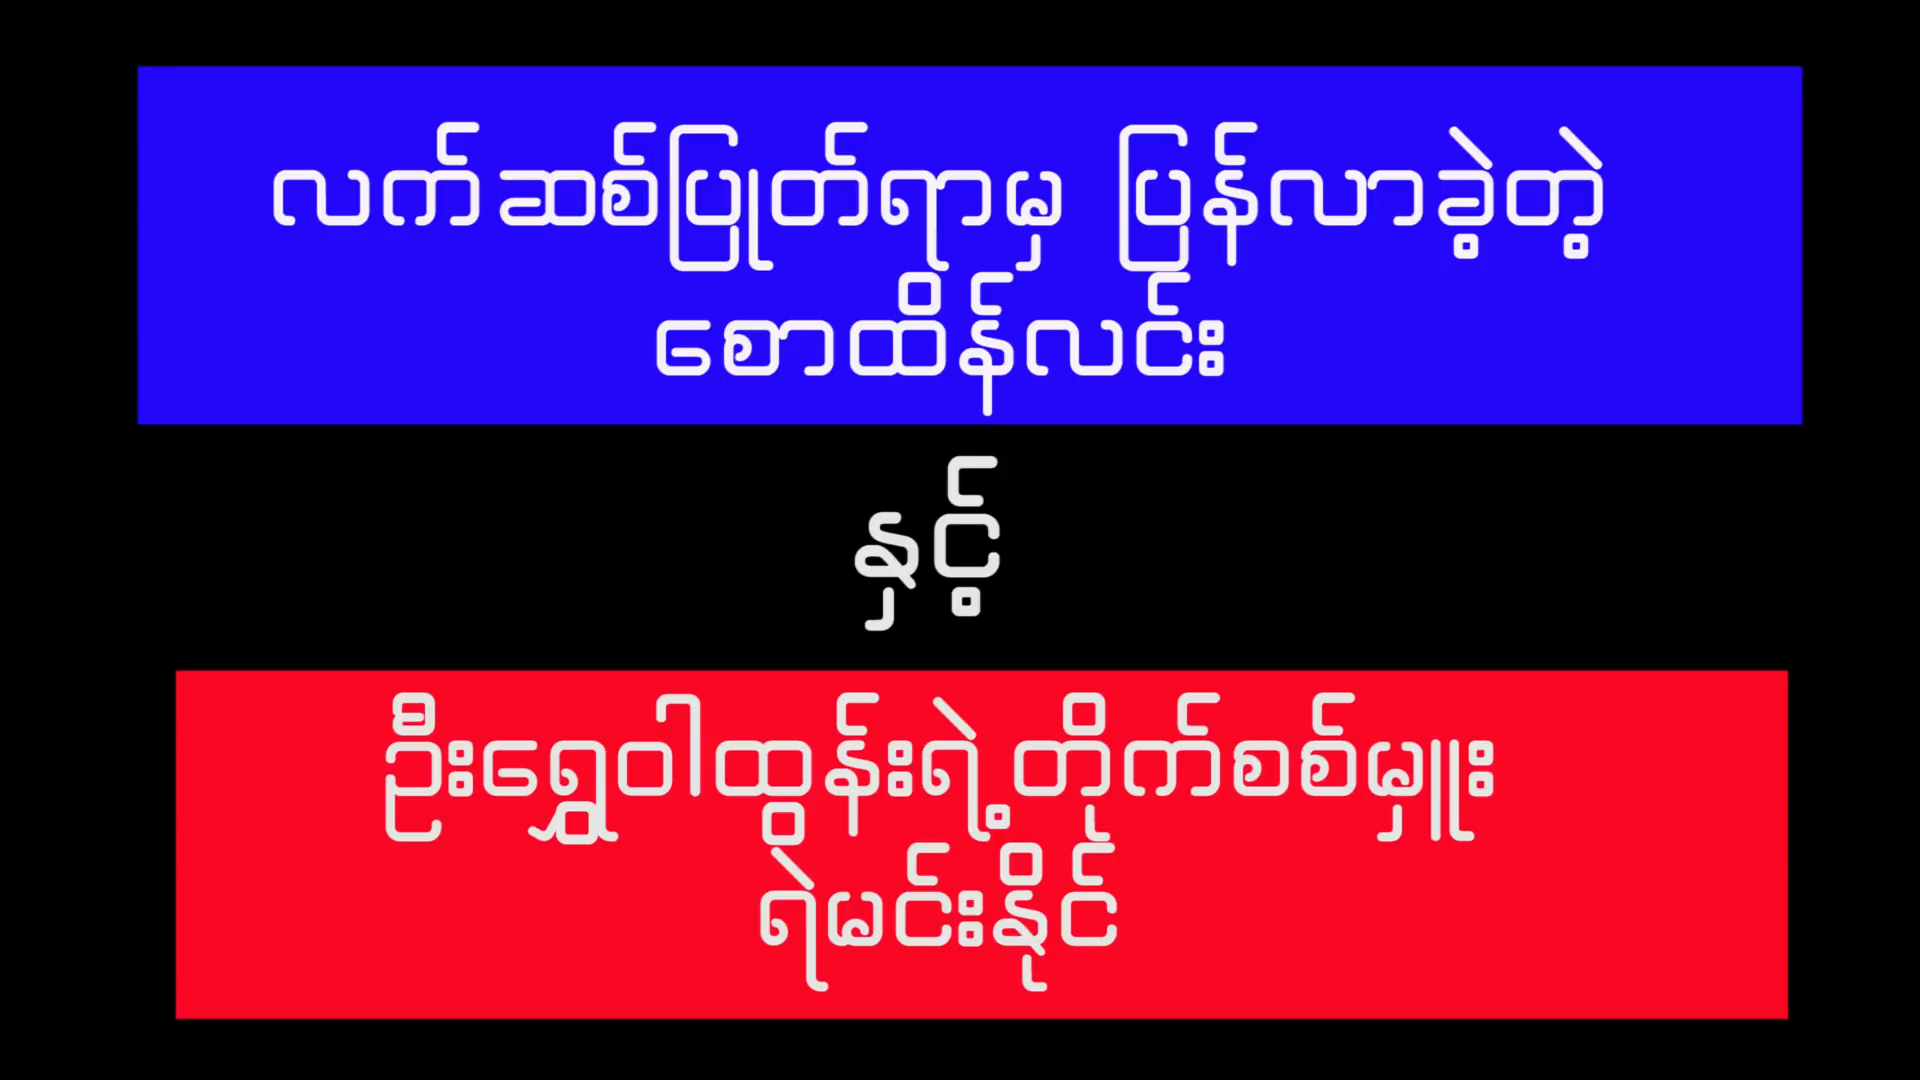 လက်ဆစ်ပြုတ်ရာမှ ပြန်လာခဲ့တဲ့
စောထိန်လင်း
နှင့်
ဦးရွှေဝါထွန်းရဲ့တိုက်စစ်မှူး
ရဲမင်းနိုင်